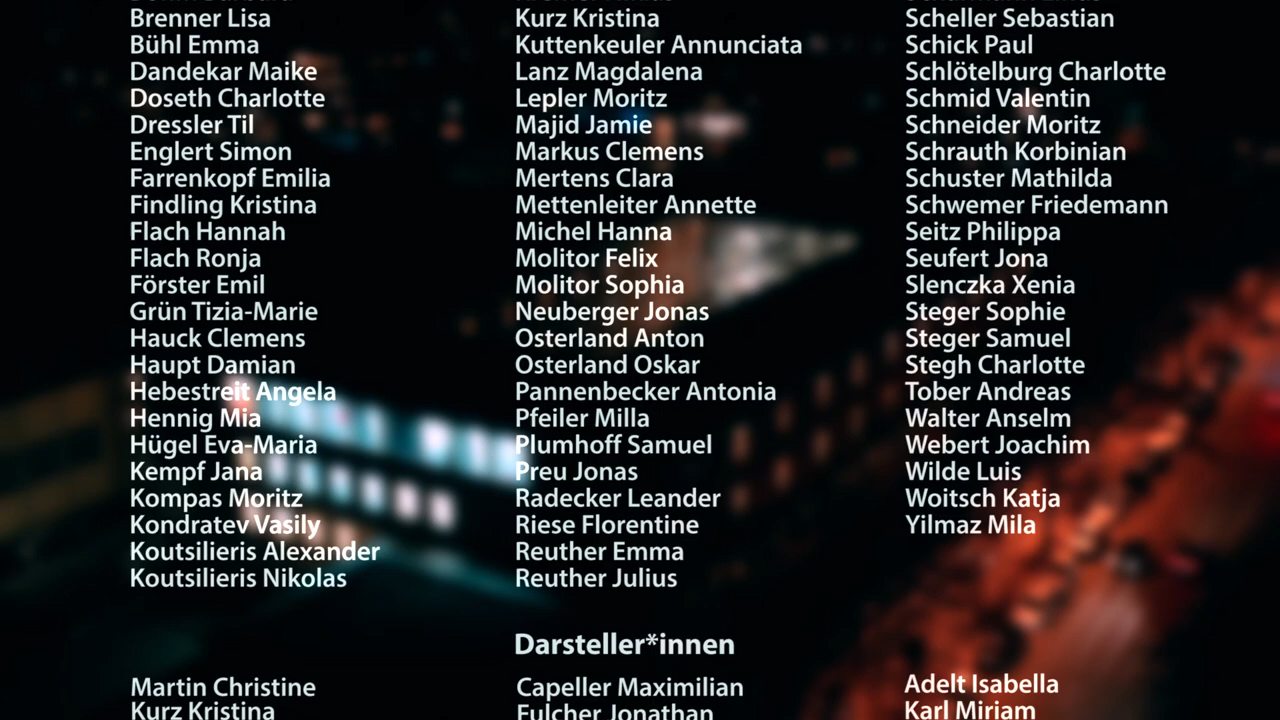 Brenner Lisa
Bühl Emma
Dandekar Maike
Doseth Charlotte
Dressler Til
Englert Simon
Farrenkopf Emilia
Findling Kristina
Flach Hannah
Flach Ronja
Förster Emil
Grün Tizia-Marie
Hauck Clemens
Haupt Damian
Hebestreit Angela
Hennig Mia
Hügel Eva-Maria
Kempf Jana
Kompas Moritz
Kondratev Vasily
Koutsilieris Alexander
Koutsilieris Nikolas
Kurz Kristina
Kuttenkeuler Annunciata
Lanz Magdalena
Lepler Moritz
Majid Jamie
Markus Clemens
Mertens Clara
Mettenleiter Annette
Michel Hanna
Molitor Felix
Molitor Sophia
Neuberger Jonas
Osterland Anton
Osterland Oskar
Pannenbecker Antonia
Pfeiler Milla
Plumhoff Samuel
Preu Jonas
Radecker Leander
Riese Florentine
Reuther Emma
Reuther Julius
Scheller Sebastian
Schick Paul
Schlötelburg Charlotte
Schmid Valentin
Schneider Moritz
Schrauth Korbinian
Schuster Mathilda
Schwemer Friedemann
Seitz Philippa
Seufert Jona
Slenczka Xenia
Steger Sophie
Steger Samuel
Stegh Charlotte
Tober Andreas
Walter Anselm
Webert Joachim
Wilde Luis
Woitsch Katja
Yilmaz Mila
Darsteller*innen
Martin Christine
Kurz Kristina
Capeller Maximilian
Fulcher Jonathan
Adelt Isabella
Karl Miriam